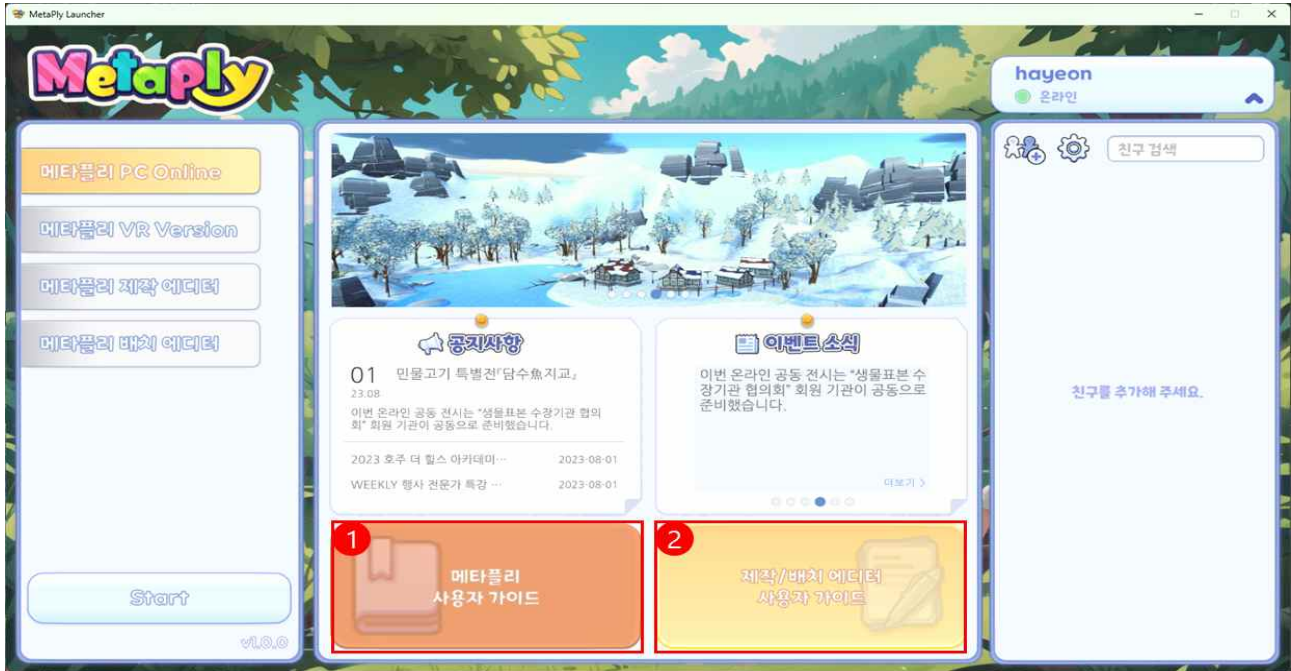 MetaPly Launcher
Metaply
hayeon
온라인
메타플리 PC Online
메타플리 VR Version
메타플리 제작 에디터
메타플리 배치 에디터
Start
v1.0.0
공지사항
01 민물고기 특별전『담수魚지교』
23.08
이번 온라인 공동 전시는 “생물표본 수장기관 협의
회” 회원 기관이 공동으로 준비했습니다.
2023 호주 더 힐스 아카데미… 2023-08-01
WEEKLY 행사 전문가 특강 … 2023-08-01
이벤트 소식
이번 온라인 공동 전시는 “생물표본 수
장기관 협의회” 회원 기관이 공동으로
준비했습니다.
더보기 >
1
메타플리
사용자 가이드
2
제작/배치 에디터
사용자 가이드
친구 검색
친구를 추가해 주세요.